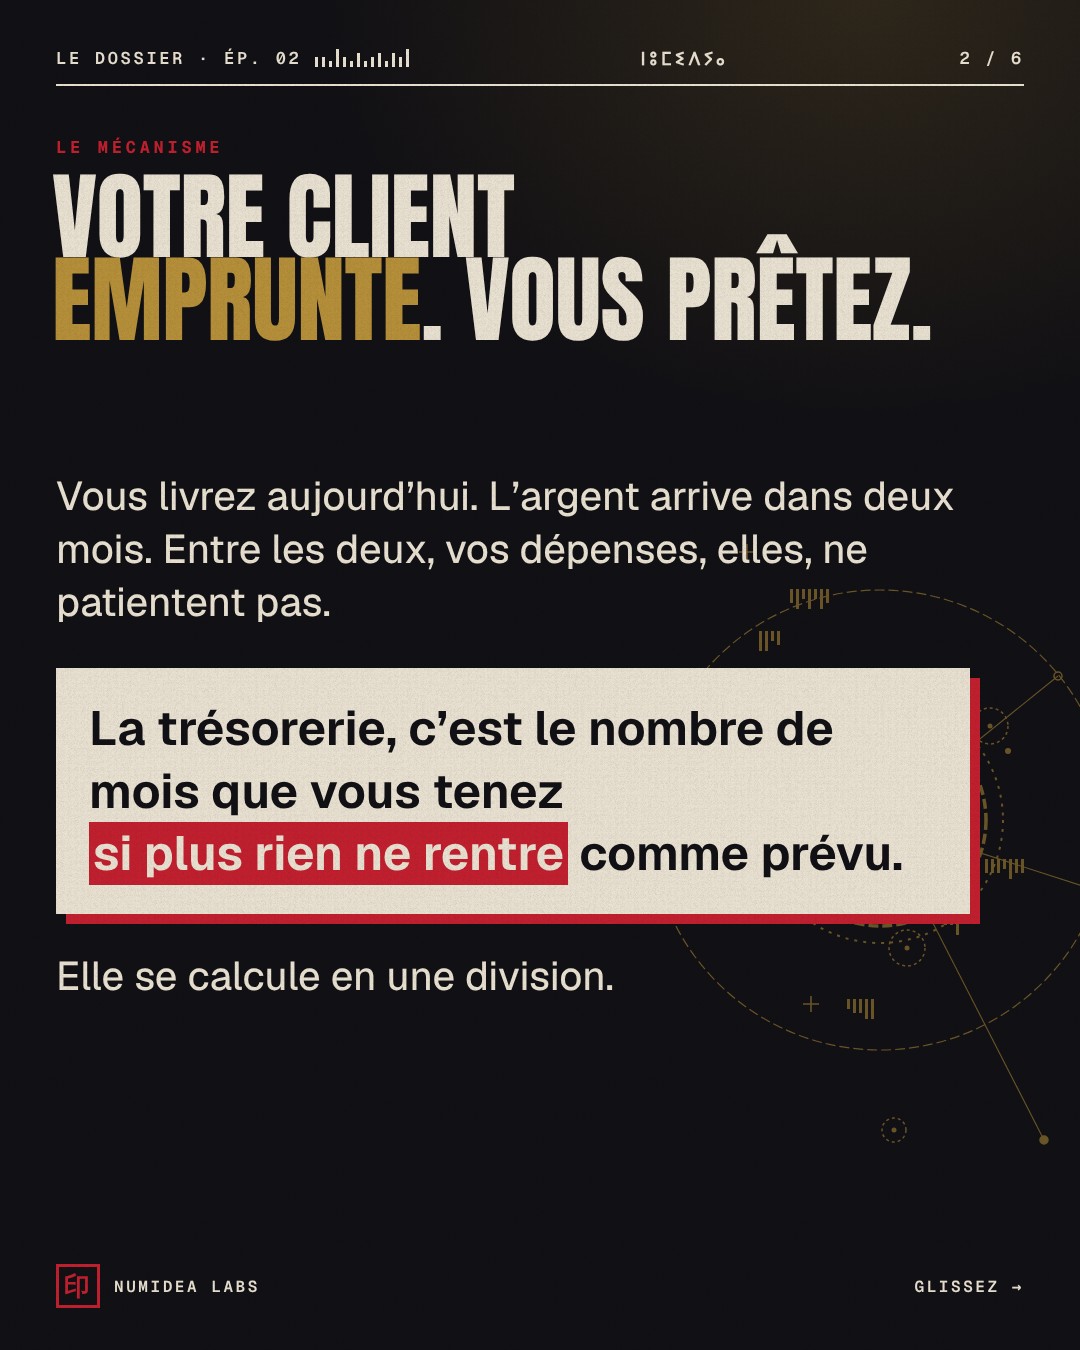 LE DOSSIER · ÉP. 02
ⵏⵓⵎⵉⴷⵢⴰ
2 / 6
LE MÉCANISME
VOTRE CLIENT
EMPRUNTE. VOUS PRÊTEZ.
Vous livrez aujourd’hui. L’argent arrive dans deux
mois. Entre les deux, vos dépenses, elles, ne
patientent pas.
La trésorerie, c’est le nombre de
mois que vous tenez
si plus rien ne rentre comme prévu.
Elle se calcule en une division.
印 NUMIDEA LABS
GLISSEZ →